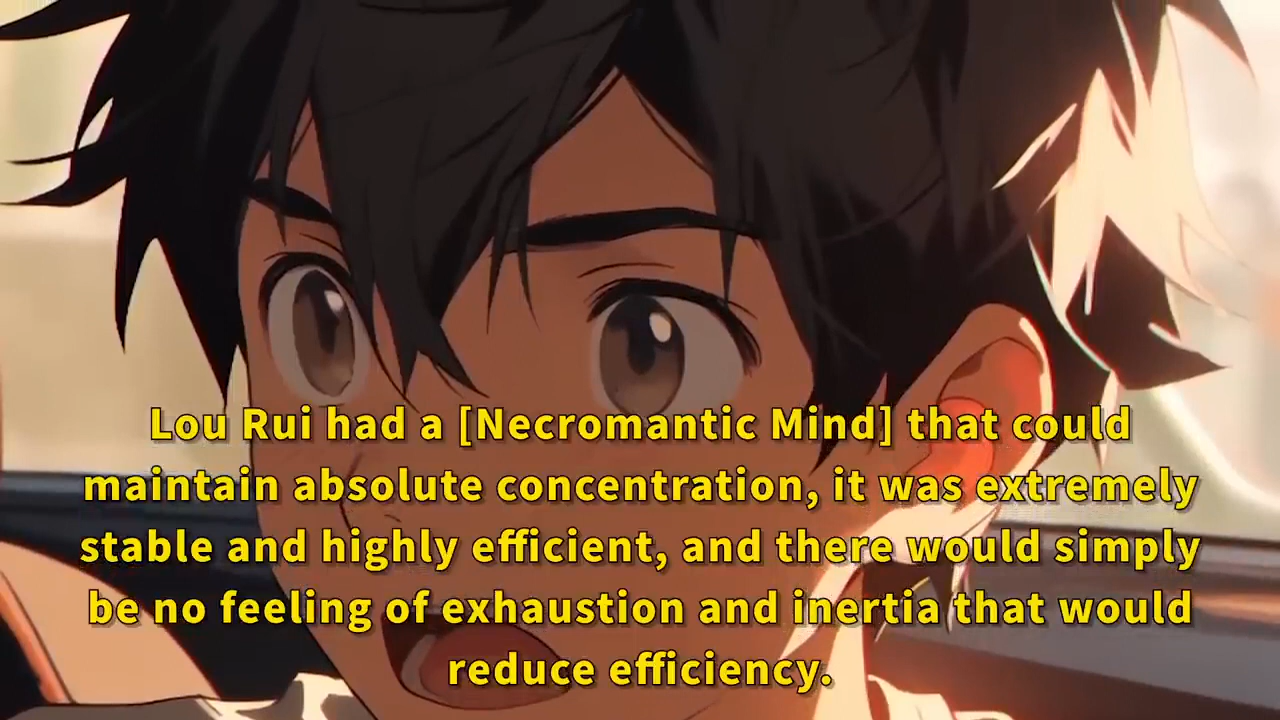 Lou Rui had a [Necromantic Mind] that could
maintain absolute concentration, it was extremely
stable and highly efficient, and there would simply
be no feeling of exhaustion and inertia that would
reduce efficiency.